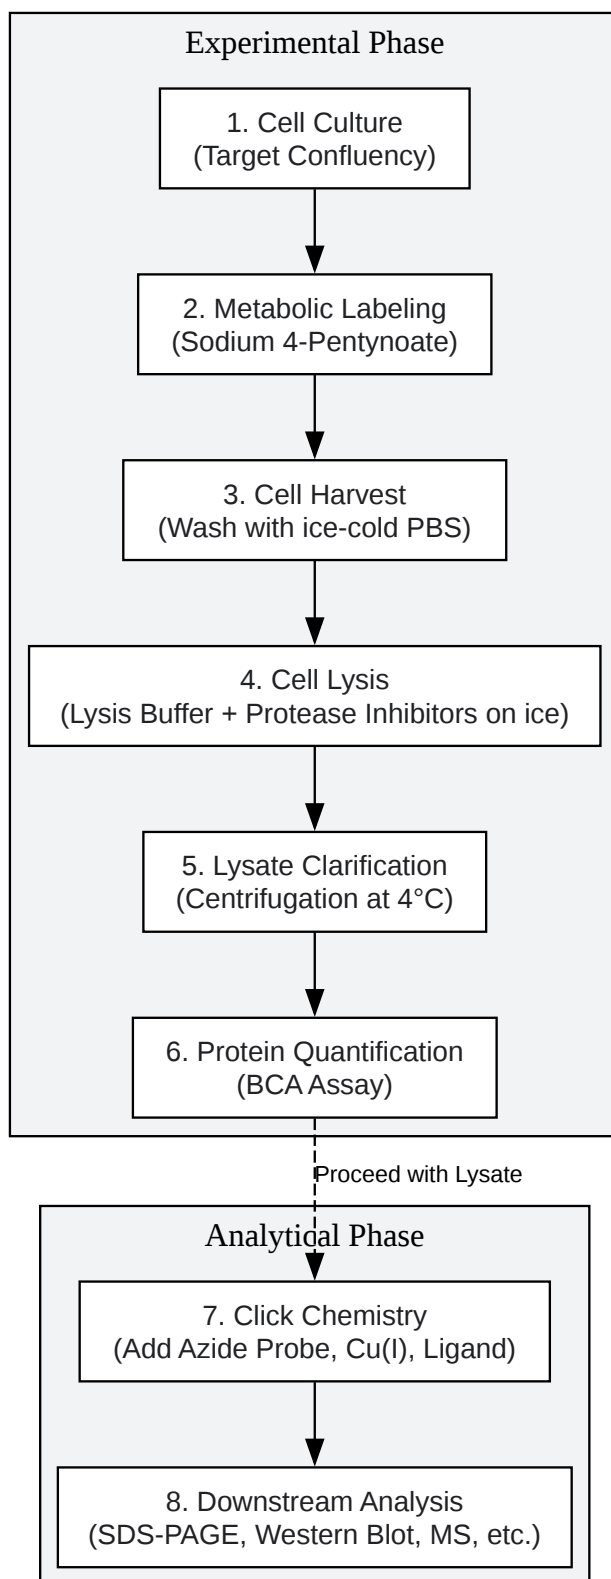 Experimental Phase
1. Cell Culture
(Target Confluency)
2. Metabolic Labeling
(Sodium 4-Pentynoate)
3. Cell Harvest
(Wash with ice-cold PBS)
4. Cell Lysis
(Lysis Buffer + Protease Inhibitors on ice)
5. Lysate Clarification
(Centrifugation at 4°C)
6. Protein Quantification
(BCA Assay)
Proceed with Lysate
Analytical Phase
7. Click Chemistry
(Add Azide Probe, Cu(I), Ligand)
8. Downstream Analysis
(SDS-PAGE, Western Blot, MS, etc.)